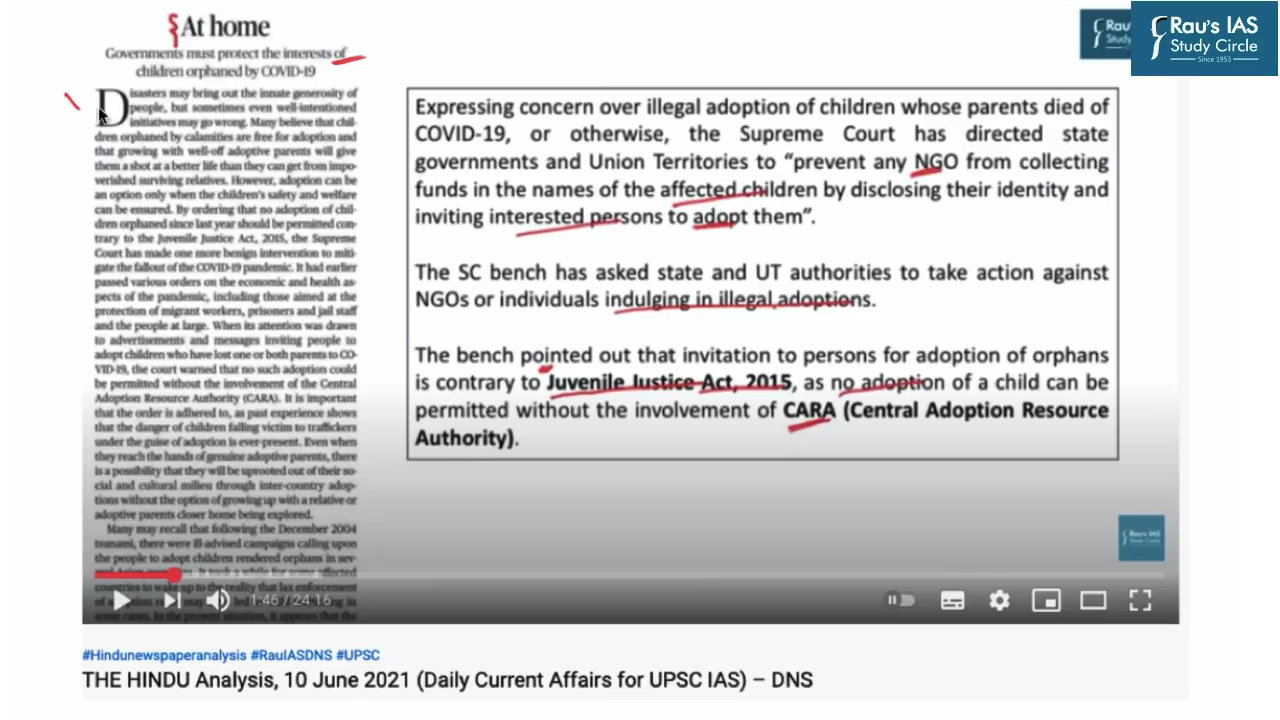 At home
Governments must protect the interests of
children orphaned by COVID-19
Disasters may bring out the innate generosity of
people, but sometimes even well-intentioned
initiatives may go wrong. Many believe that chil-
dren orphaned by calamities are free for adoption and
that growing with well-off adoptive parents will give
them a shot at a better life than they can get from impo-
verished surviving relatives. However, adoption can be
an option only when the children's safety and welfare
can be ensured. By ordering that no adoption of chil-
dren orphaned since last year should be permitted con-
trary to the Juvenile Justice Act, 2015, the Supreme
Court has made one more benign intervention to miti-
gate the fallout of the COVID-19 pandemic. It had earlier
passed various orders on the economic and health as-
pects of the pandemic, including those aimed at the
protection of migrant workers, prisoners and jail staff
and the people at large. When its attention was drawn
to advertisements and messages inviting people to
adopt children who have lost one or both parents to CO-
VID-19, the court warned that no such adoption could
be permitted without the involvement of the Central
Adoption Resource Authority (CARA). It is important
that the order is adhered to, as past experience shows
that the danger of children falling victim to traffickers
under the guise of adoption is ever-present. Even when
they reach the hands of genuine adoptive parents, there
is a possibility that they will be uprooted out of their so-
cial and cultural milieu through inter-country adop-
tions without the option of growing up with a relative or
adoptive parents closer home being explored.
Many may recall that following the December 2004
tsunami, there were ill-advised campaigns calling upon
the people to adopt children rendered orphans in sev-
It took a while for some affected
countries to wake up to the reality that lax enforcement
Rau
Study
Rau's IAS
Study Circle
Since 1953
Expressing concern over illegal adoption of children whose parents died of
COVID-19, or otherwise, the Supreme Court has directed state
governments and Union Territories to “prevent any NGO from collecting
funds in the names of the affected children by disclosing their identity and
inviting interested persons to adopt them”.
The SC bench has asked state and UT authorities to take action against
NGOs or individuals indulging in illegal adoptions.
The bench pointed out that invitation to persons for adoption of orphans
is contrary to Juvenile Justice Act, 2015, as no adoption of a child can be
permitted without the involvement of CARA (Central Adoption Resource
Authority).
Rau's IAS
Study Circle
1:46 / 24:16
#Hindunewspaperanalysis #RauIASDNS #UPSC
THE HINDU Analysis, 10 June 2021 (Daily Current Affairs for UPSC IAS) – DNS